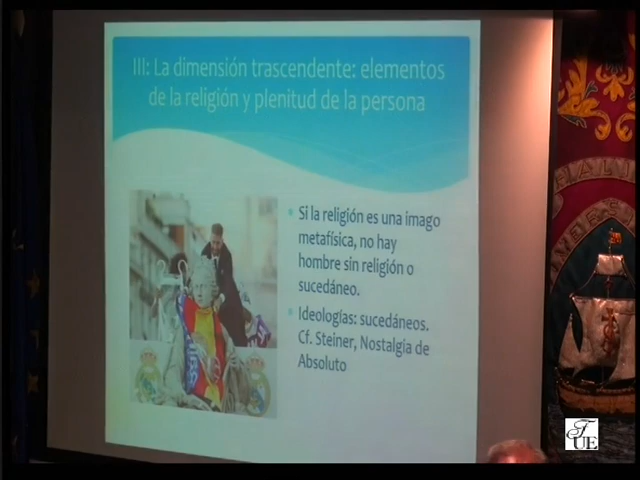 III: La dimensión trascendente: elementos
de la religión y plenitud de la persona
Si la religión es una imago
metafísica, no hay
hombre sin religión o
sucedáneo.
Ideologías: sucedáneos.
Cf. Steiner, Nostalgia de
Absoluto
FUE